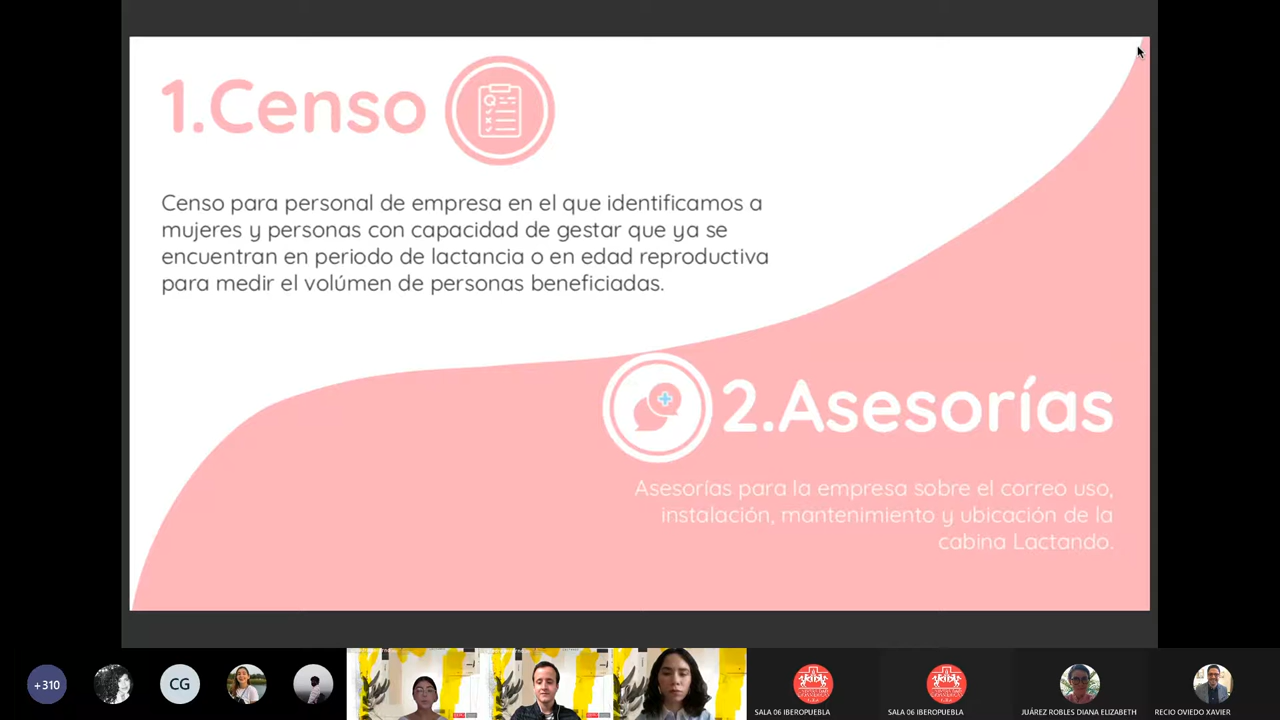 1.Censo
Censo para personal de empresa en el que identificamos a
mujeres y personas con capacidad de gestar que ya se
encuentran en periodo de lactancia o en edad reproductiva
para medir el volúmen de personas beneficiadas.
2.Asesorías
Asesorías para la empresa sobre el correo uso,
instalación, mantenimiento y ubicación de la
cabina Lactando.
+310
CG
SALA 06 IBEROPUEBLA
SALA 06 IBEROPUEBLA
JUÁREZ ROBLES DIANA ELIZABETH
RECIO OVIEDO XAVIER